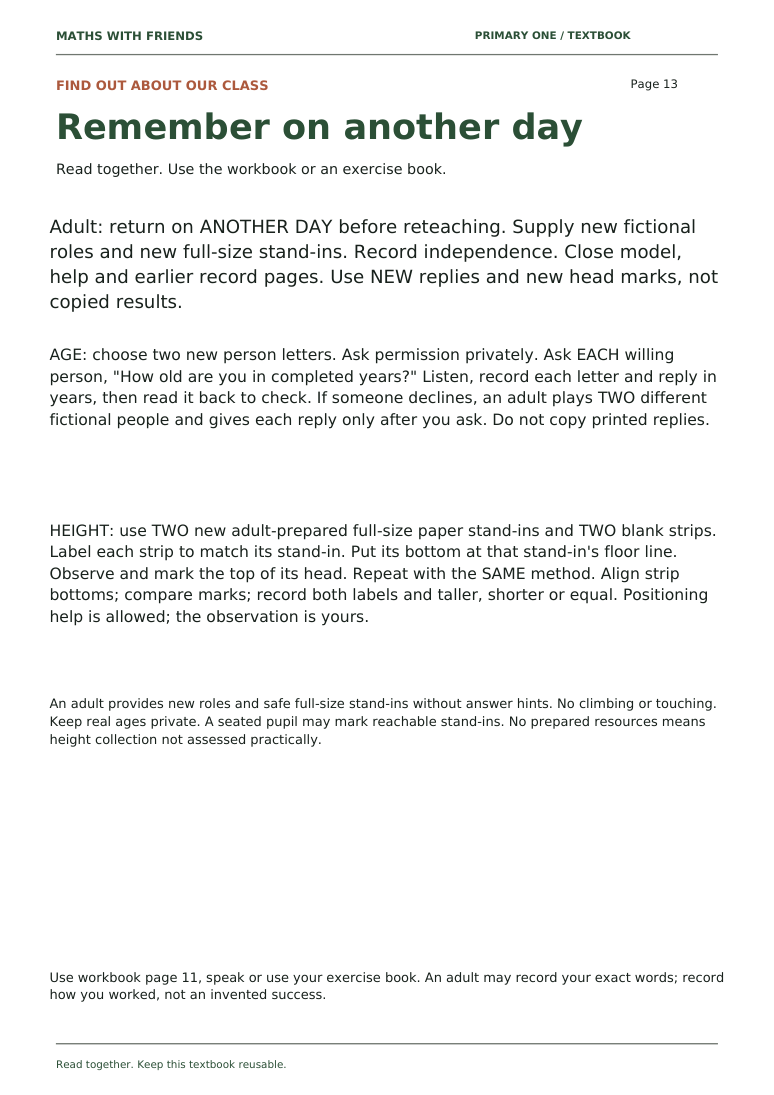 MATHS WITH FRIENDS
PRIMARY ONE / TEXTBOOK
FIND OUT ABOUT OUR CLASS
Page 13
Remember on another day
Read together. Use the workbook or an exercise book.
Adult: return on ANOTHER DAY before reteaching. Supply new fictional
roles and new full-size stand-ins. Record independence. Close model,
help and earlier record pages. Use NEW replies and new head marks, not
copied results.
AGE: choose two new person letters. Ask permission privately. Ask EACH willing
person, "How old are you in completed years?" Listen, record each letter and reply in
years, then read it back to check. If someone declines, an adult plays TWO different
fictional people and gives each reply only after you ask. Do not copy printed replies.
HEIGHT: use TWO new adult-prepared full-size paper stand-ins and TWO blank strips.
Label each strip to match its stand-in. Put its bottom at that stand-in's floor line.
Observe and mark the top of its head. Repeat with the SAME method. Align strip
bottoms; compare marks; record both labels and taller, shorter or equal. Positioning
help is allowed; the observation is yours.
An adult provides new roles and safe full-size stand-ins without answer hints. No climbing or touching.
Keep real ages private. A seated pupil may mark reachable stand-ins. No prepared resources means
height collection not assessed practically.
Use workbook page 11, speak or use your exercise book. An adult may record your exact words; record
how you worked, not an invented success.
Read together. Keep this textbook reusable.